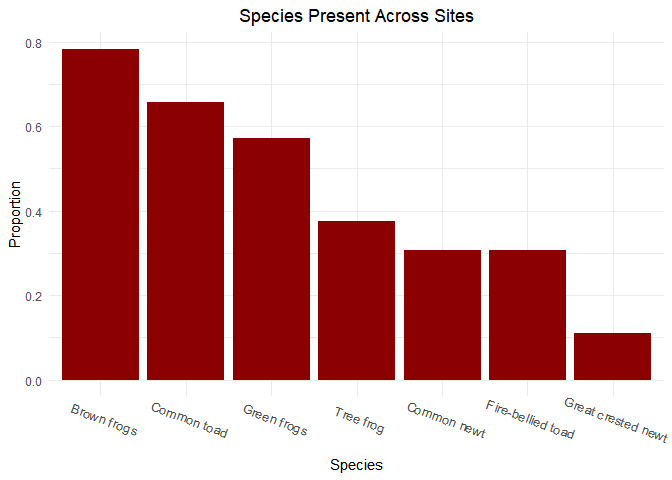 Species Present Across Sites
Proportion
0.8
0.6
0.4
0.2
0.0
Brown frogs
Common toad
Green frogs
Tree frog
Common newt
Fire-bellied toad
Great crested newt
Species